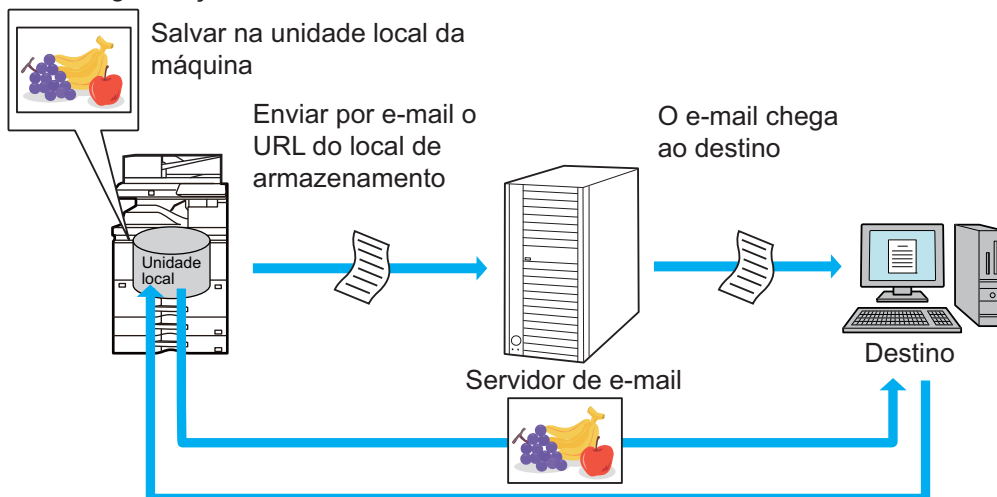 Salvar na unidade local da
máquina
Enviar por e-mail o
URL do local de
armazenamento
O e-mail chega
ao destino
Unidade
local
Servidor de e-mail
Destino